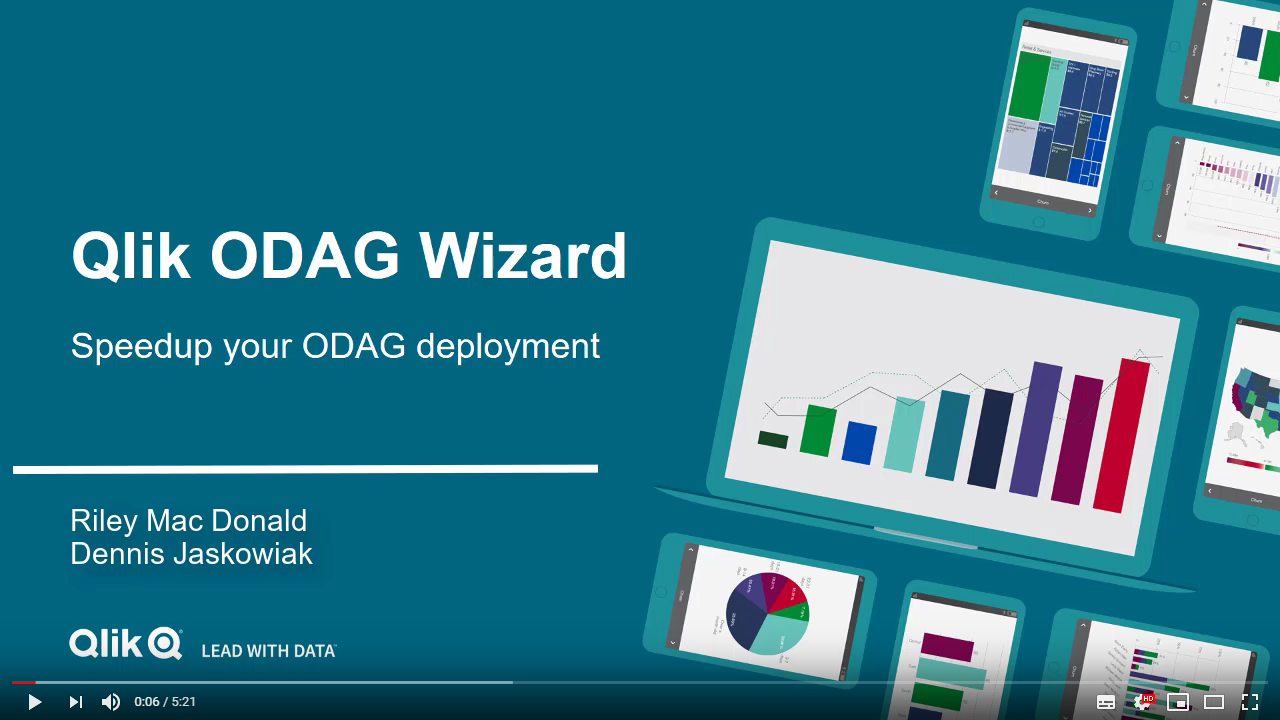 Qlik ODAG Wizard
Speedup your ODAG deployment
Riley Mac Donald
Dennis Jaskowiak
Qlik
LEAD WITH DATA
0:06 / 5:21
HD